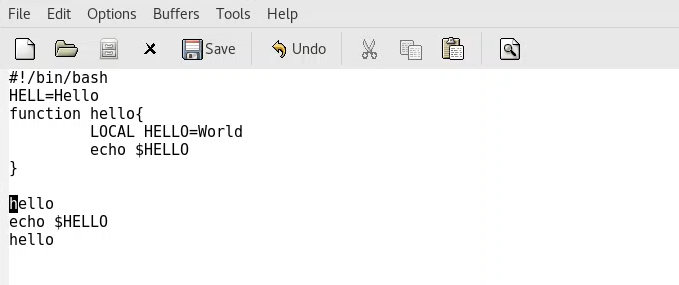 File Edit Options Buffers Tools Help
Save Undo
#!/bin/bash
HELL=Hello
function hello{
LOCAL HELLO=World
echo $HELLO
}
hello
echo $HELLO
hello